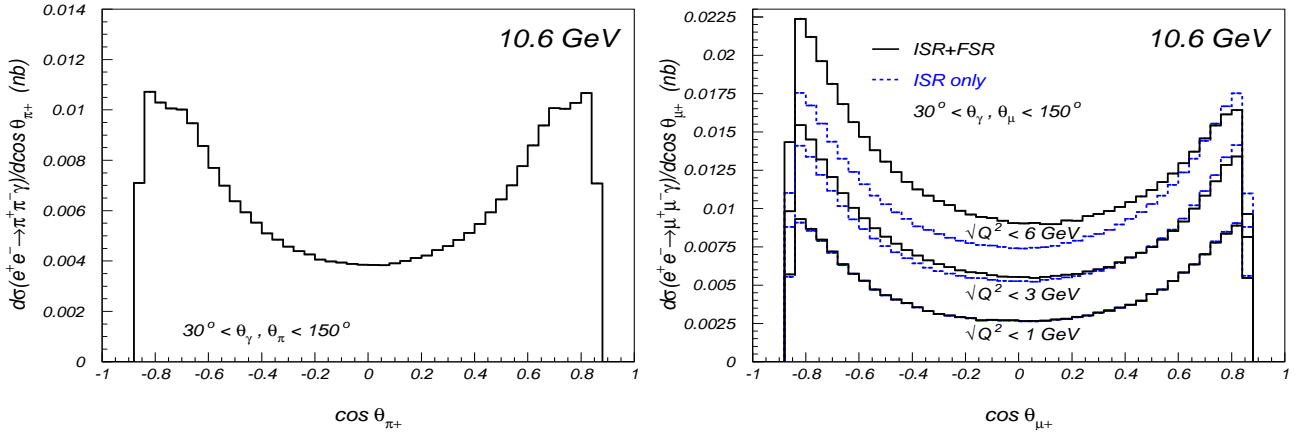 10.6 GeV
dσ(e⁺e⁻→π⁺π⁻γ)/dcos θπ+ (nb)
0.014
0.012
0.01
0.008
0.006
0.004
0.002
0
30° < θγ , θπ < 150°
-1 -0.8 -0.6 -0.4 -0.2 0 0.2 0.4 0.6 0.8 1
cos θπ+
10.6 GeV
dσ(e⁺e⁻→μ⁺μ⁻γ)/dcos θμ+ (nb)
0.0225
0.02
0.0175
0.015
0.0125
0.01
0.0075
0.005
0.0025
0
ISR+FSR
ISR only
30° < θγ , θμ < 150°
√Q² < 6 GeV
√Q² < 3 GeV
√Q² < 1 GeV
-1 -0.8 -0.6 -0.4 -0.2 0 0.2 0.4 0.6 0.8 1
cos θμ+